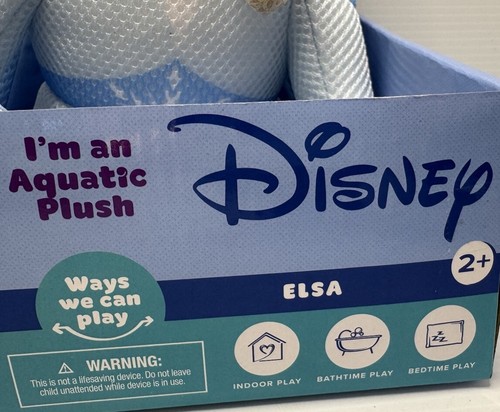 I'm an
Aquatic
Plush
DISNEY
2+
Ways
we can
play
ELSA
WARNING:
This is not a lifesaving device. Do not leave
child unattended while device is in use.
INDOOR PLAY
BATHTIME PLAY
BEDTIME PLAY
z z z